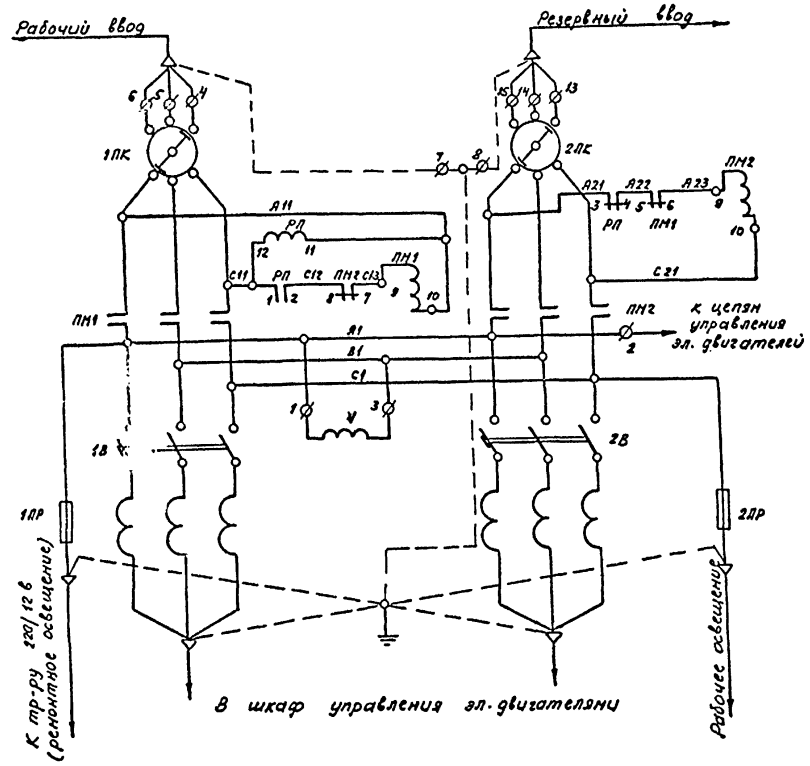 Рабочий ввод
Резервный ввод
6 5 4
15 14 13
1ПК
7 8
2ПК
ПМ2
А11
А21 А22 А23
3 4 5 6 9
РП ПМ1
10
РП
12 11
С11 РП С12 ПМ2 С13 ПМ1
1 2 8 7 9 10
С21
ПМ1
ПМ2
А1
2
к цепям
управления
эл. двигателей
В1
С1
1 3
V
1В
2В
1ПР
2ПР
К тр-ру 220/12 в
(ремонтное освещение)
Рабочее освещение
В шкаф управления эл. двигателями